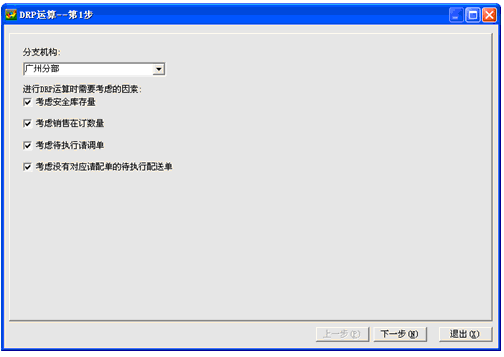 DRP运算--第1步
分支机构:
广州分部
进行DRP运算时需要考虑的因素:
考虑安全库存量
考虑销售在订数量
考虑待执行请调单
考虑没有对应请配单的待执行配送单
上一步(P) 下一步(N) 退出(X)